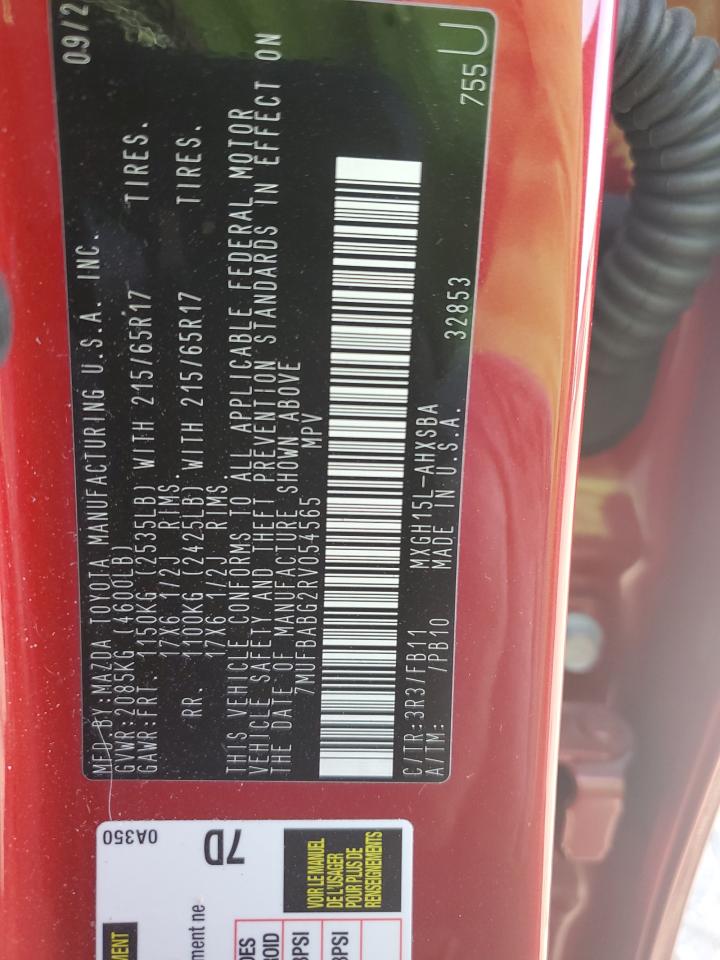 MFD BY:MAZDA TOYOTA MANUFACTURING U.S.A. INC. 09/2
GVWR:2085KG (4600LB)
GAWR:FRT. 1150KG (2535LB) WITH 215/65R17 TIRES.
17X6 1/2J RIMS.
RR. 1100KG (2425LB) WITH 215/65R17 TIRES.
17X6 1/2J RIMS
THIS VEHICLE CONFORMS TO ALL APPLICABLE FEDERAL MOTOR
VEHICLE SAFETY AND THEFT PREVENTION STANDARDS IN EFFECT ON
THE DATE OF MANUFACTURE SHOWN ABOVE
7MUFBABG2RV054565 MPV
C/TR:3R3/FB11 MXGH15L-AHXSBA
A/TM: /PB10 MADE IN U.S.A. 32853
755U
0A350
7D
MENT
ment ne
VOIR LE MANUEL
DE L'USAGER
POUR PLUS DE
RENSEIGNEMENTS
DES
ROID
BPSI
BPSI